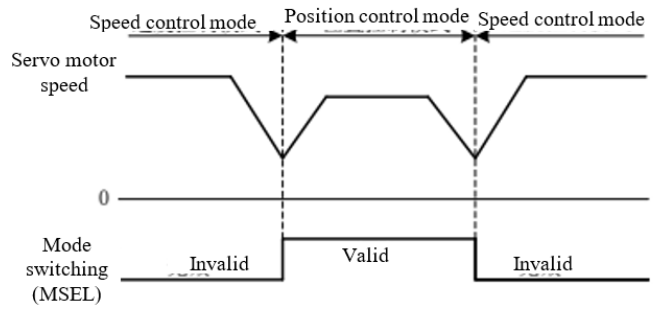 Speed control mode
Position control mode
Speed control mode
Servo motor
speed
0
Mode
switching
(MSEL)
Invalid
Valid
Invalid